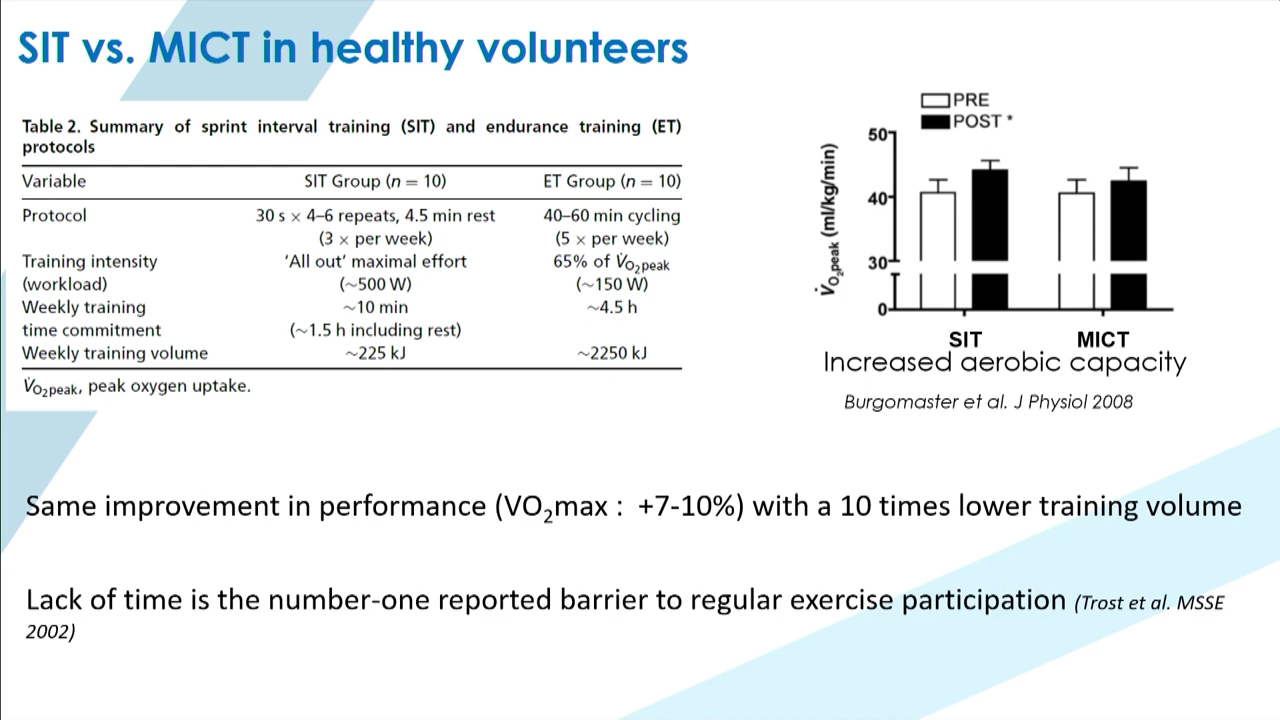 SIT vs. MICT in healthy volunteers
Table 2. Summary of sprint interval training (SIT) and endurance training (ET)
protocols
Variable SIT Group (n = 10) ET Group (n = 10)
Protocol 30 s × 4–6 repeats, 4.5 min rest 40–60 min cycling
(3 × per week) (5 × per week)
Training intensity ‘All out’ maximal effort 65% of V̇O₂peak
(workload) (∼500 W) (∼150 W)
Weekly training ∼10 min ∼4.5 h
time commitment (∼1.5 h including rest)
Weekly training volume ∼225 kJ ∼2250 kJ
V̇O₂peak, peak oxygen uptake.
PRE
POST *
V̇O₂peak (ml/kg/min)
50
40
30
0
SIT MICT
Increased aerobic capacity
Burgomaster et al. J Physiol 2008
Same improvement in performance (VO₂max : +7-10%) with a 10 times lower training volume
Lack of time is the number-one reported barrier to regular exercise participation (Trost et al. MSSE
2002)